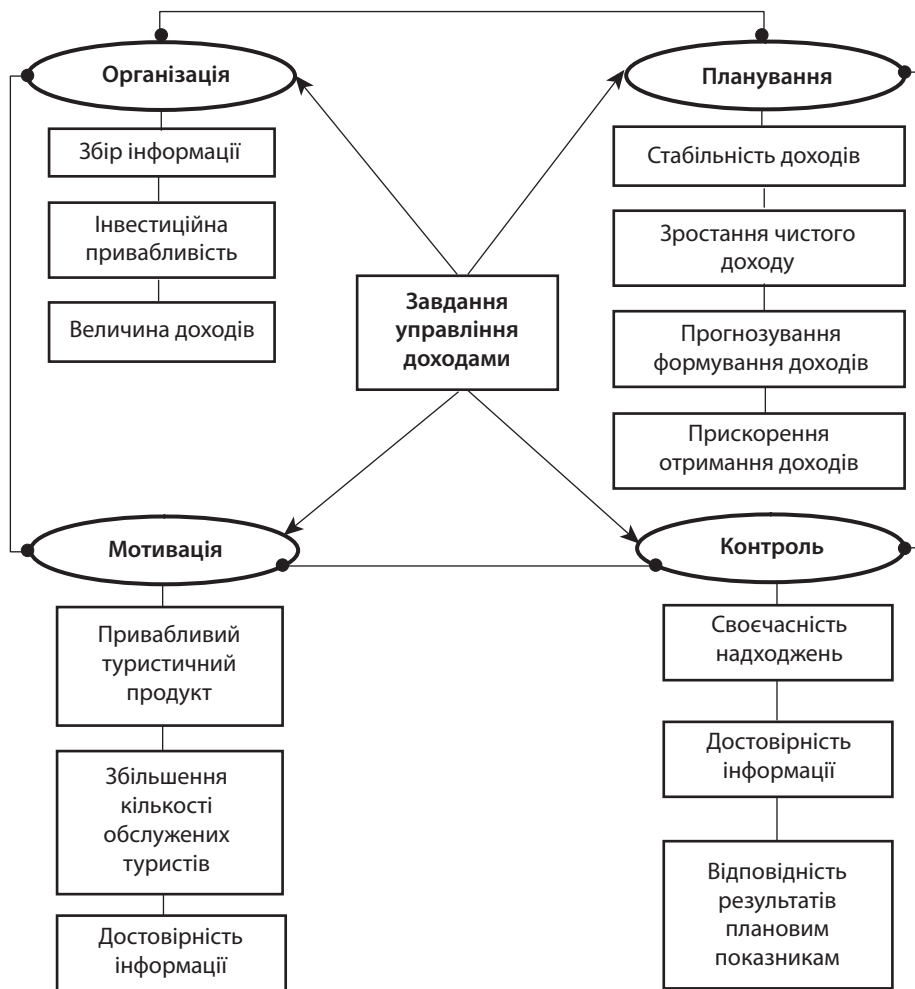 Організація
Збір інформації
Інвестиційна
привабливість
Величина доходів
Планування
Стабільність доходів
Зростання чистого
доходу
Прогнозування
формування доходів
Прискорення
отримання доходів
Завдання
управління
доходами
Мотивація
Привабливий
туристичний
продукт
Збільшення
кількості
обслужених
туристів
Достовірність
інформації
Контроль
Своєчасність
надходжень
Достовірність
інформації
Відповідність
результатів
плановим
показникам